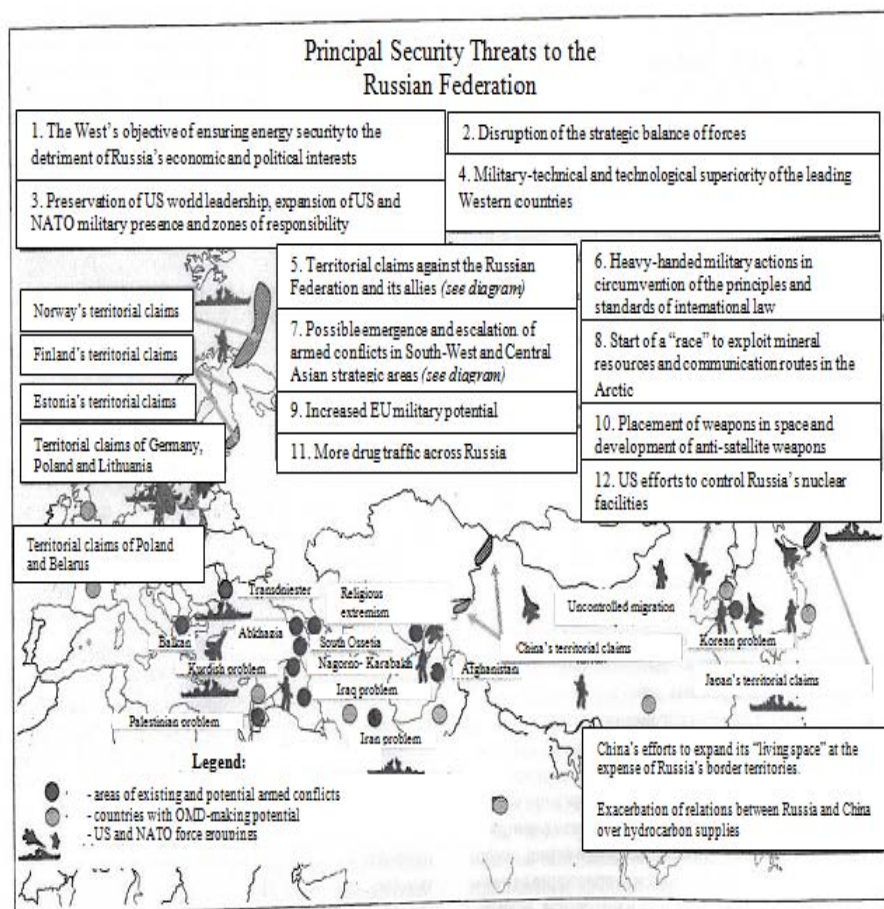 Principal Security Threats to the
Russian Federation
1. The West's objective of ensuring energy security to the
detriment of Russia's economic and political interests
2. Disruption of the strategic balance of forces
3. Preservation of US world leadership, expansion of US and
NATO military presence and zones of responsibility
4. Military-technical and technological superiority of the leading
Western countries
5. Territorial claims against the Russian
Federation and its allies (see diagram)
6. Heavy-handed military actions in
circumvention of the principles and
standards of international law
7. Possible emergence and escalation of
armed conflicts in South-West and Central
Asian strategic areas (see diagram)
8. Start of a "race" to exploit mineral
resources and communication routes in the
Arctic
9. Increased EU military potential
10. Placement of weapons in space and
development of anti-satellite weapons
11. More drug traffic across Russia
12. US efforts to control Russia's nuclear
facilities
Norway's territorial claims
Finland's territorial claims
Estonia's territorial claims
Territorial claims of Germany,
Poland and Lithuania
Territorial claims of Poland
and Belarus
Transdniester
Religious
extremism
Uncontrolled migration
Balkan
Abkhazia
South Ossetia
China's territorial claims
Korean problem
Kurdish problem
Nagorno-Karabakh
Afghanistan
Iraq problem
Japan's territorial claims
Palestinian problem
Iran problem
Legend:
- areas of existing and potential armed conflicts
- countries with OMD-making potential
- US and NATO force groupings
China's efforts to expand its "living space" at the
expense of Russia's border territories.
Exacerbation of relations between Russia and China
over hydrocarbon supplies